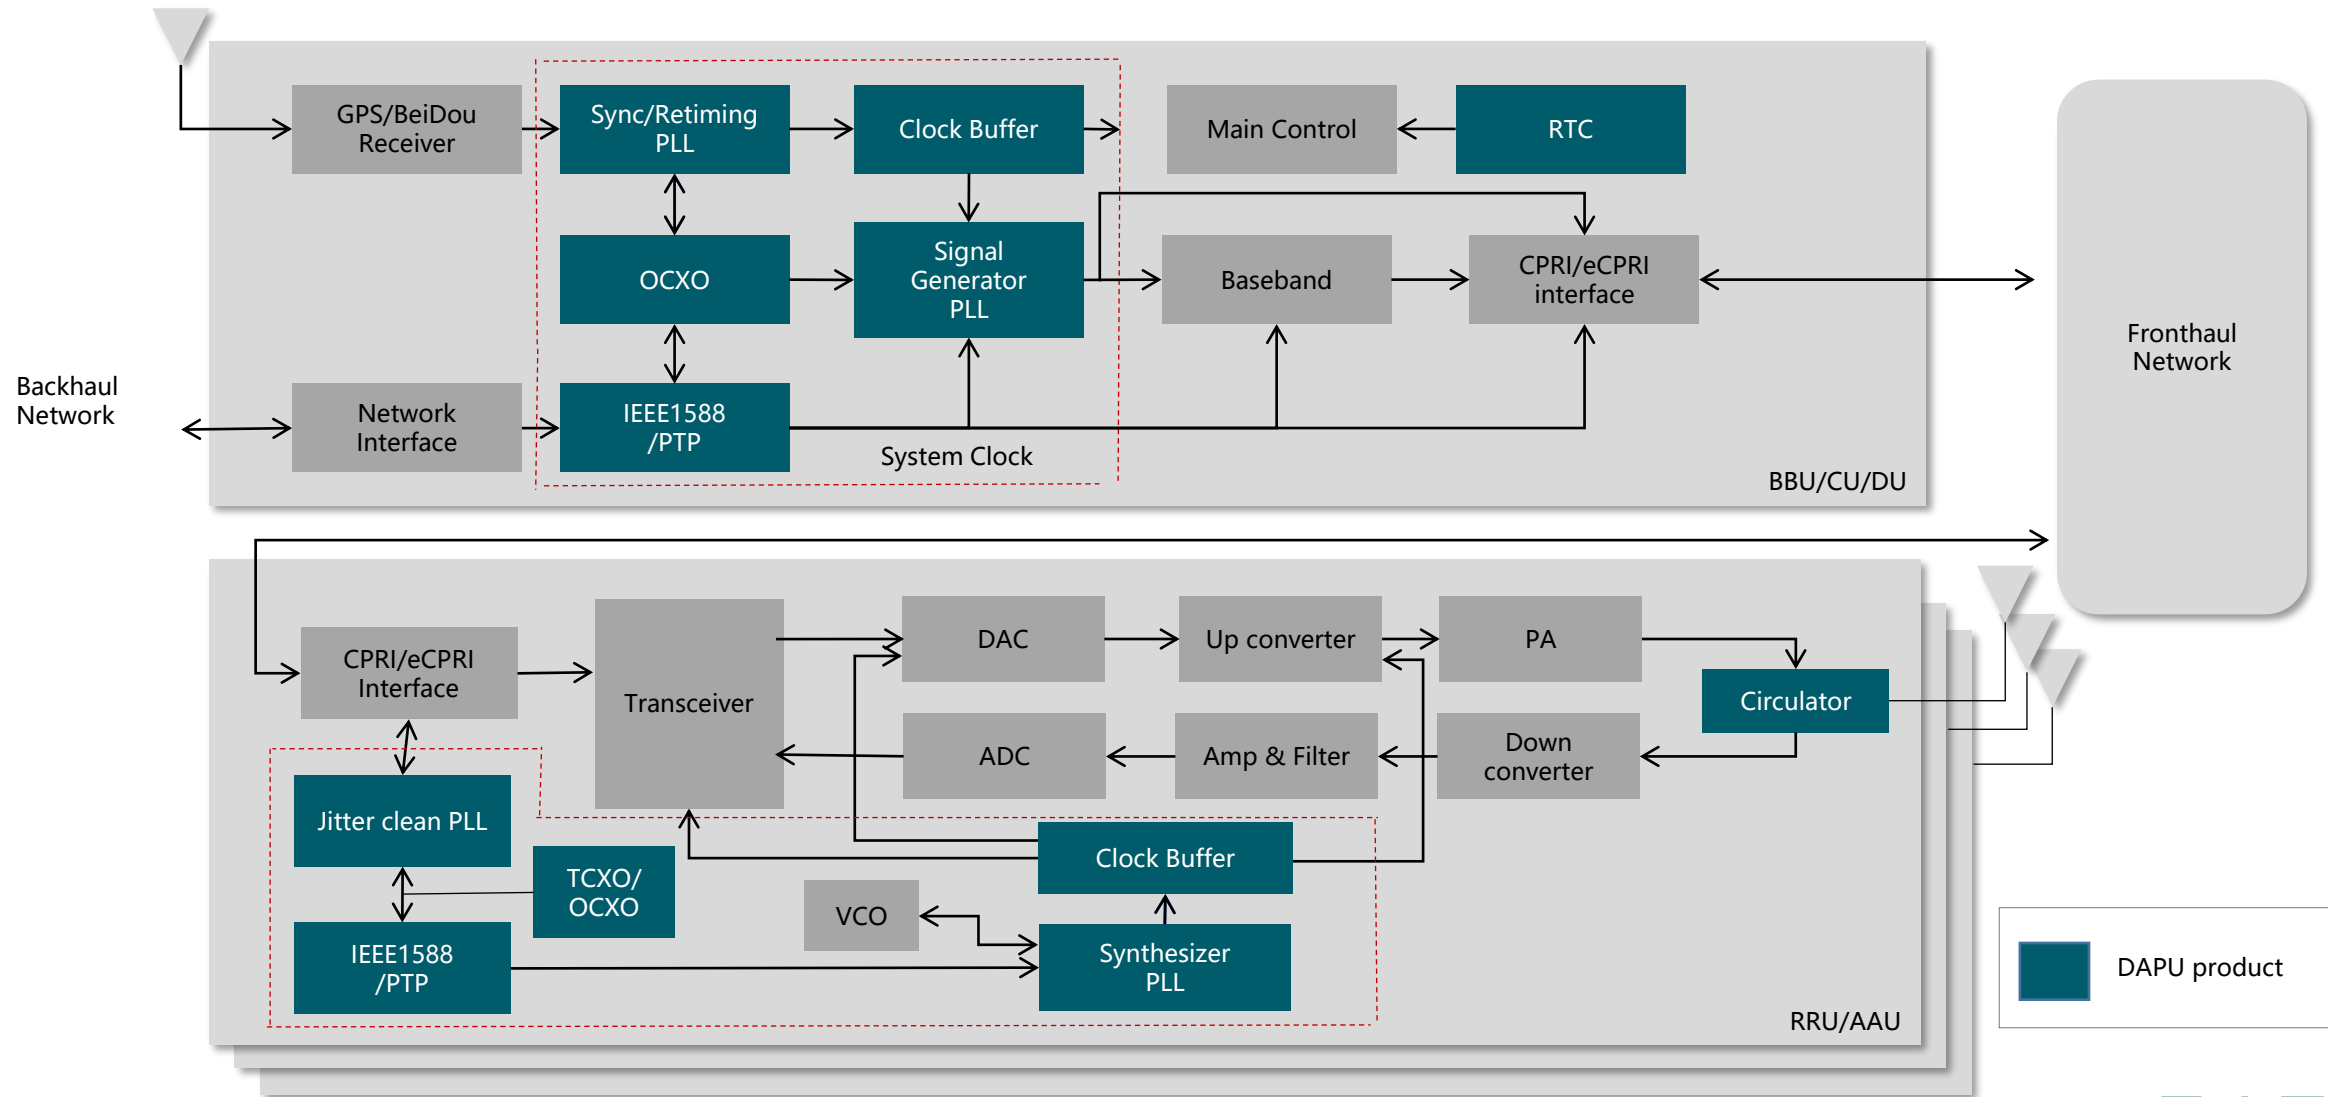 GPS/BeiDou
Receiver
Sync/Retiming
PLL
Clock Buffer
Main Control
RTC
OCXO
Signal
Generator
PLL
Baseband
CPRI/eCPRI
interface
Fronthaul
Network
Backhaul
Network
Network
Interface
IEEE1588
/PTP
System Clock
BBU/CU/DU
CPRI/eCPRI
Interface
Transceiver
DAC
Up converter
PA
Circulator
ADC
Amp & Filter
Down
converter
Jitter clean PLL
TCXO/
OCXO
Clock Buffer
VCO
IEEE1588
/PTP
Synthesizer
PLL
DAPU product
RRU/AAU